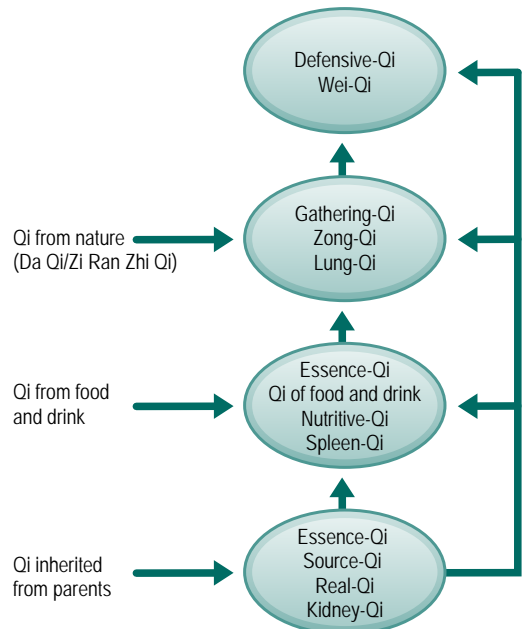 Defensive-Qi
Wei-Qi
Qi from nature
(Da Qi/Zi Ran Zhi Qi)
Gathering-Qi
Zong-Qi
Lung-Qi
Qi from food
and drink
Essence-Qi
Qi of food and drink
Nutritive-Qi
Spleen-Qi
Qi inherited
from parents
Essence-Qi
Source-Qi
Real-Qi
Kidney-Qi